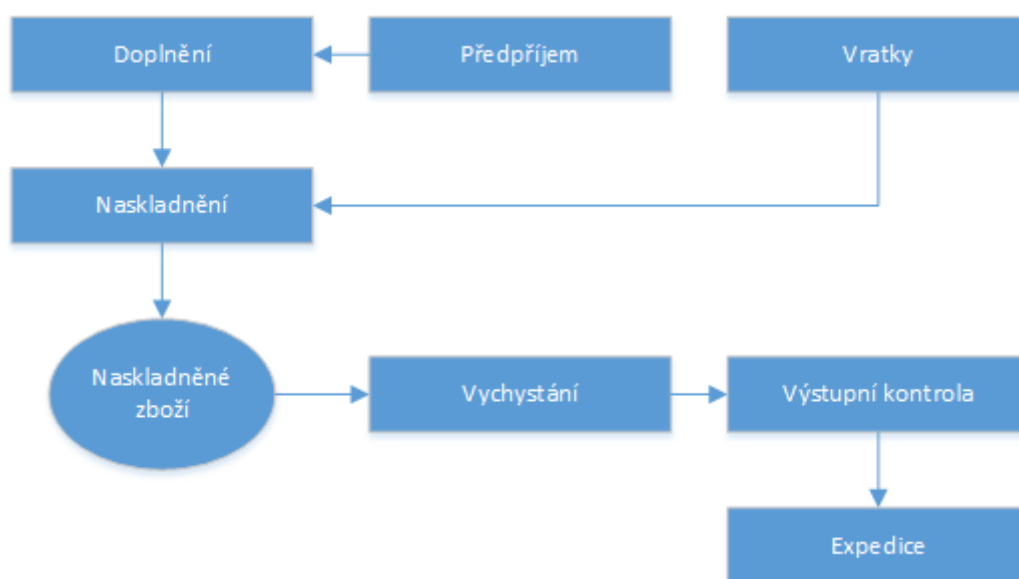 Doplnění
Předpříjem
Vratky
Naskladnění
Naskladněné
zboží
Vychystání
Výstupní kontrola
Expedice